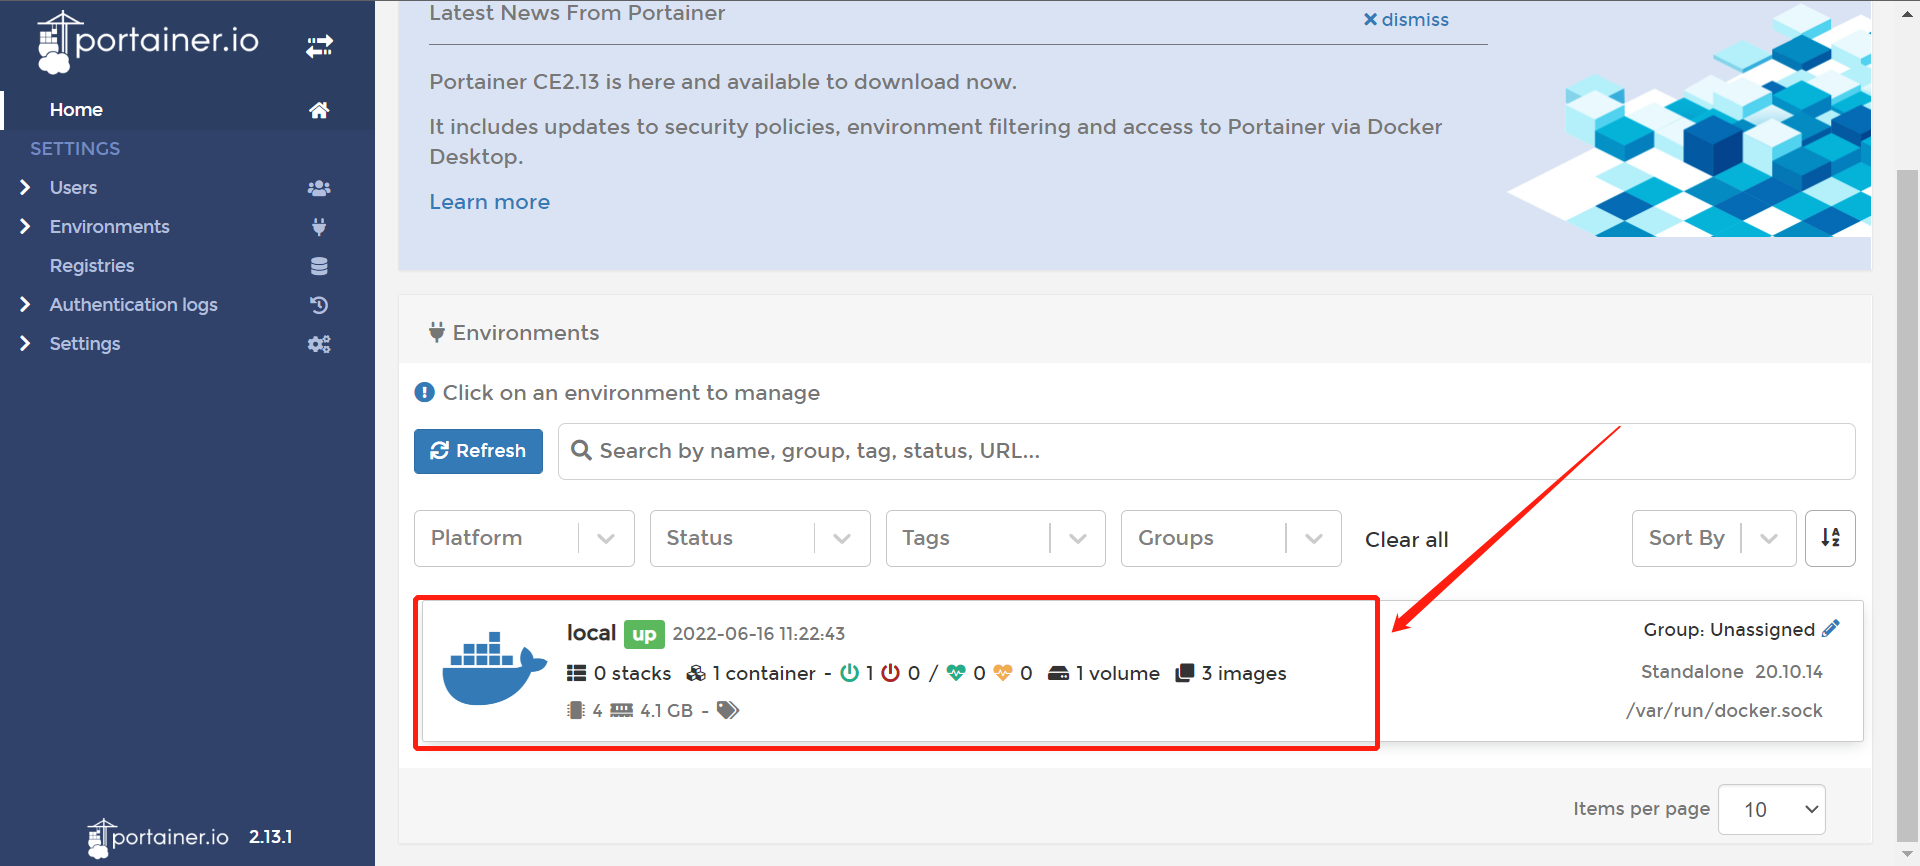 portainer.io
Home
SETTINGS
Users
Environments
Registries
Authentication logs
Settings
portainer.io 2.13.1
Latest News From Portainer
dismiss
Portainer CE2.13 is here and available to download now.
It includes updates to security policies, environment filtering and access to Portainer via Docker
Desktop.
Learn more
Environments
Click on an environment to manage
Refresh
Search by name, group, tag, status, URL...
Platform
Status
Tags
Groups
Clear all
Sort By
A
Z
local up 2022-06-16 11:22:43
0 stacks 1 container - 1 0 / 0 0 1 volume 3 images
4 4.1 GB -
Group: Unassigned
Standalone 20.10.14
/var/run/docker.sock
Items per page 10